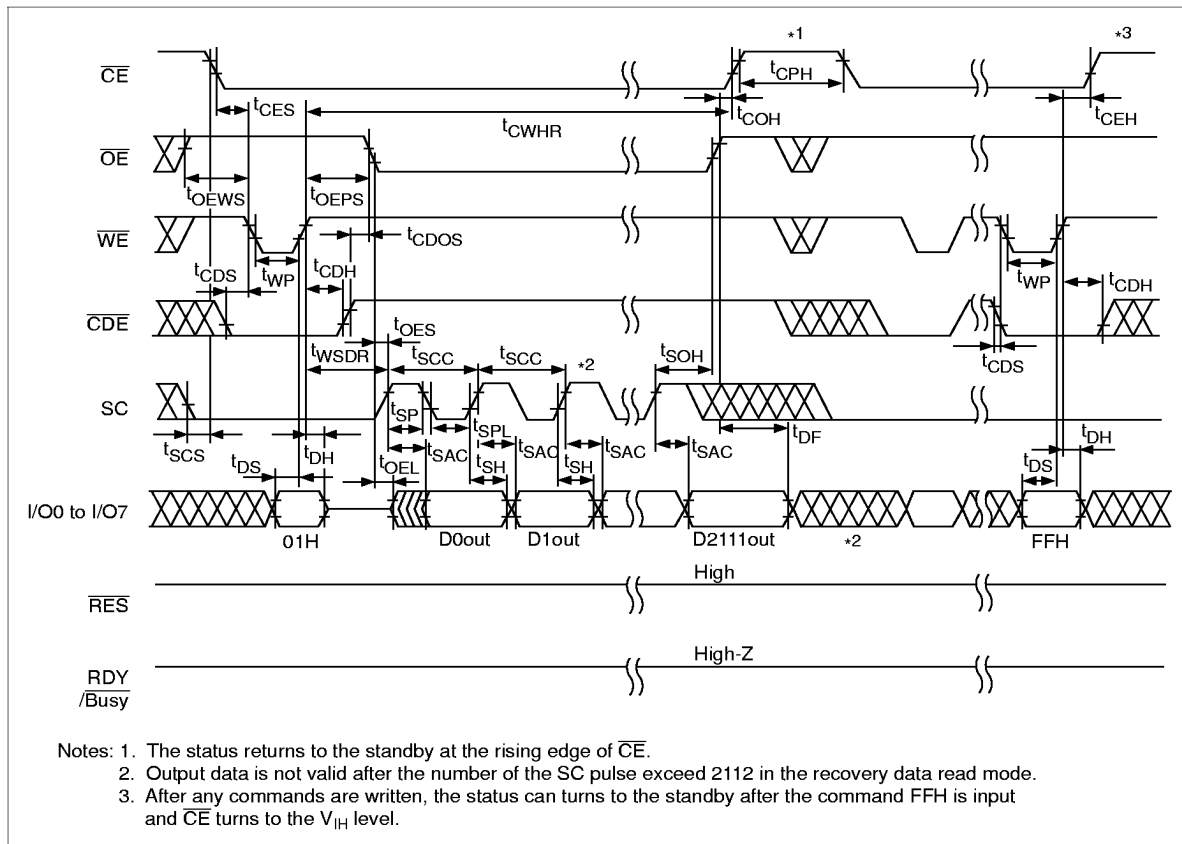 *1
*3
CE
tCPH
tCES
tCOH
tCEH
tCWHR
OE
tOEWS
tOEPS
WE
tCDOS
tCDS
tWP
tCDH
tWP
tCDH
CDE
tOES
tWSDR
tSCC
tSCC
*2
tSOH
tCDS
SC
tSP
tSPL
tSCS
tDS
tDH
tOEL
tSAC
tSH
tSAC
tSH
tSAC
tSAC
tDF
tDS
tDH
I/O0 to I/O7
01H
D0out
D1out
D2111out
*2
FFH
High
RES
High-Z
RDY
/Busy
Notes: 1. The status returns to the standby at the rising edge of CE.
2. Output data is not valid after the number of the SC pulse exceed 2112 in the recovery data read mode.
3. After any commands are written, the status can turns to the standby after the command FFH is input
and CE turns to the VIH level.